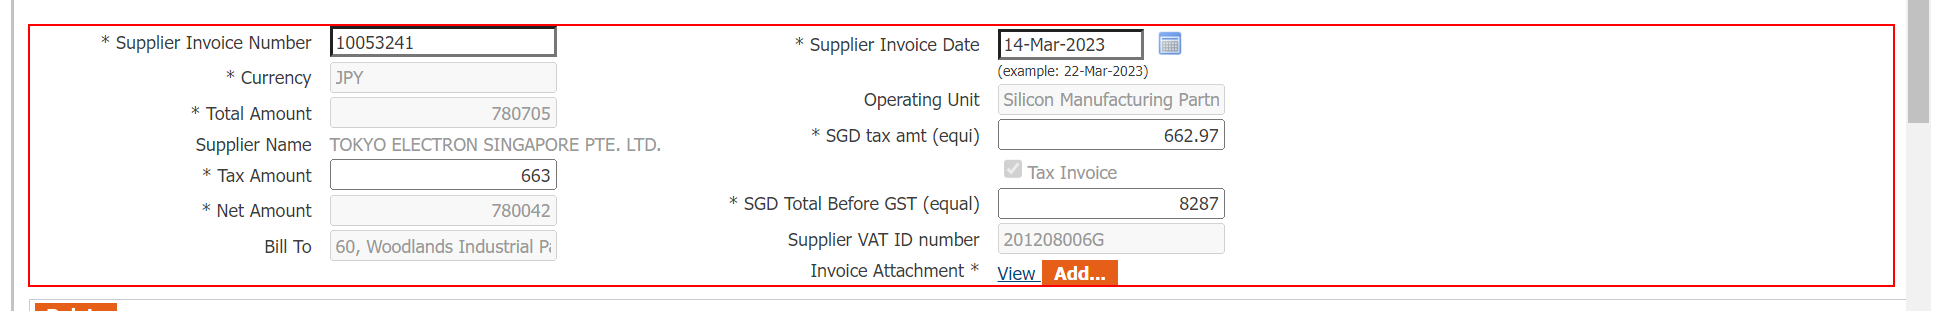 * Supplier Invoice Number 10053241
* Supplier Invoice Date 14-Mar-2023
(example: 22-Mar-2023)
* Currency JPY
Operating Unit Silicon Manufacturing Partn
* Total Amount 780705
* SGD tax amt (equi) 662.97
Supplier Name TOKYO ELECTRON SINGAPORE PTE. LTD.
Tax Invoice
* Tax Amount 663
* SGD Total Before GST (equal) 8287
* Net Amount 780042
Supplier VAT ID number 201208006G
Bill To 60, Woodlands Industrial Pa
Invoice Attachment * View Add...